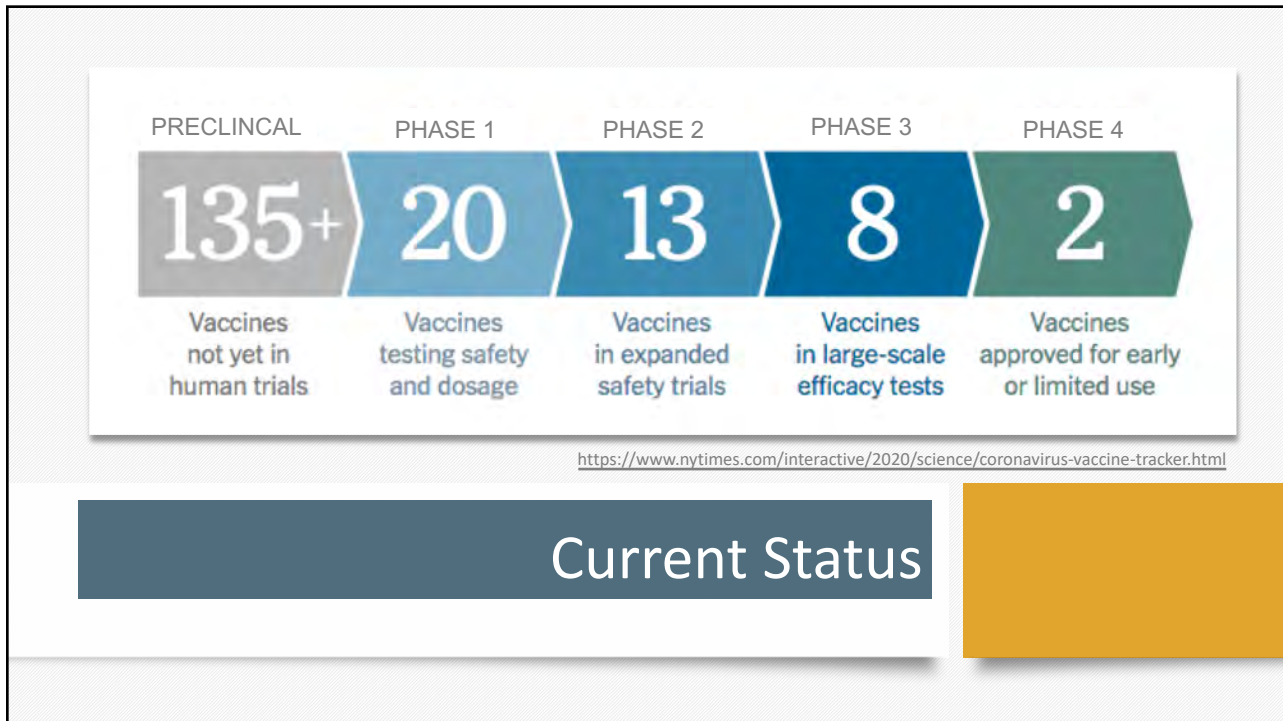 PRECLINCAL PHASE 1 PHASE 2 PHASE 3 PHASE 4
135+ 20 13 8 2
Vaccines
not yet in
human trials
Vaccines
testing safety
and dosage
Vaccines
in expanded
safety trials
Vaccines
in large-scale
efficacy tests
Vaccines
approved for early
or limited use
https://www.nytimes.com/interactive/2020/science/coronavirus-vaccine-tracker.html
Current Status